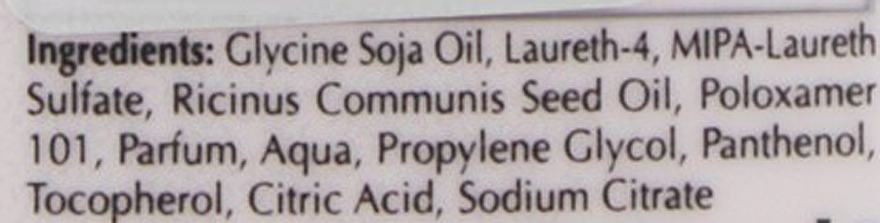 Ingredients: Glycine Soja Oil, Laureth-4, MIPA-Laureth
Sulfate, Ricinus Communis Seed Oil, Poloxamer
101, Parfum, Aqua, Propylene Glycol, Panthenol,
Tocopherol, Citric Acid, Sodium Citrate